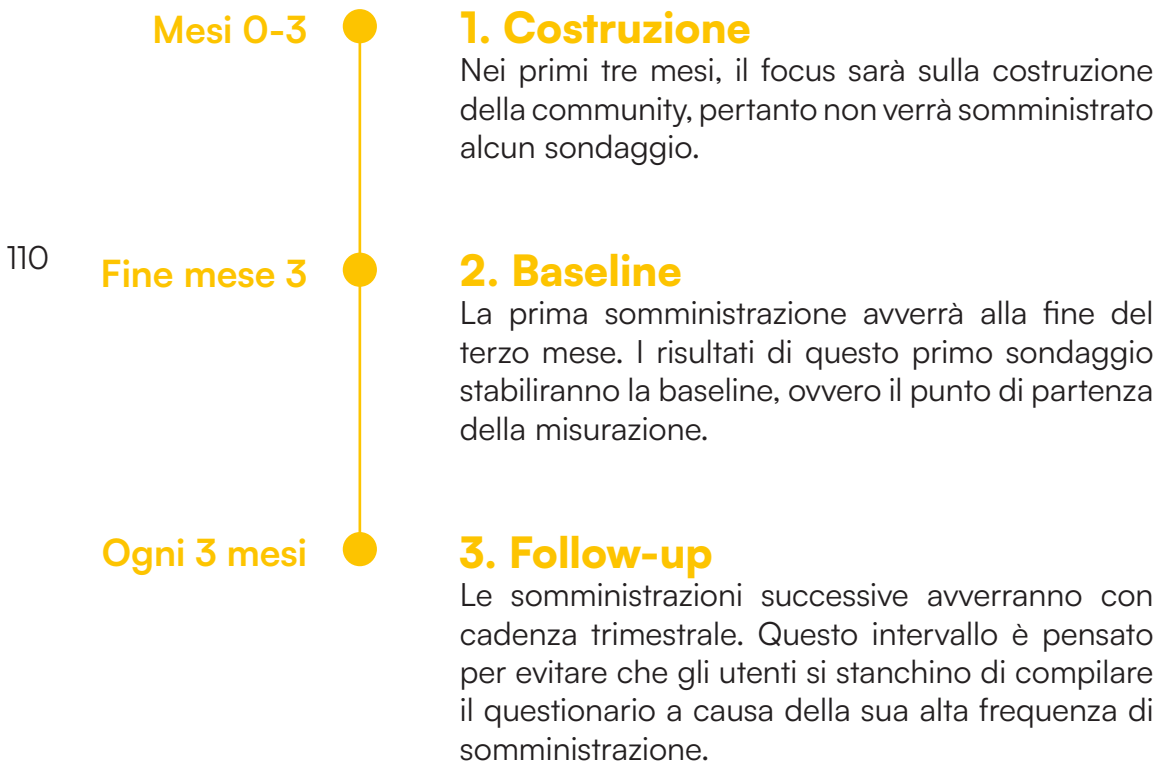 Mesi 0-3
1. Costruzione
Nei primi tre mesi, il focus sarà sulla costruzione
della community, pertanto non verrà somministrato
alcun sondaggio.
110
Fine mese 3
2. Baseline
La prima somministrazione avverrà alla fine del
terzo mese. I risultati di questo primo sondaggio
stabiliranno la baseline, ovvero il punto di partenza
della misurazione.
Ogni 3 mesi
3. Follow-up
Le somministrazioni successive avverranno con
cadenza trimestrale. Questo intervallo è pensato
per evitare che gli utenti si stanchino di compilare
il questionario a causa della sua alta frequenza di
somministrazione.